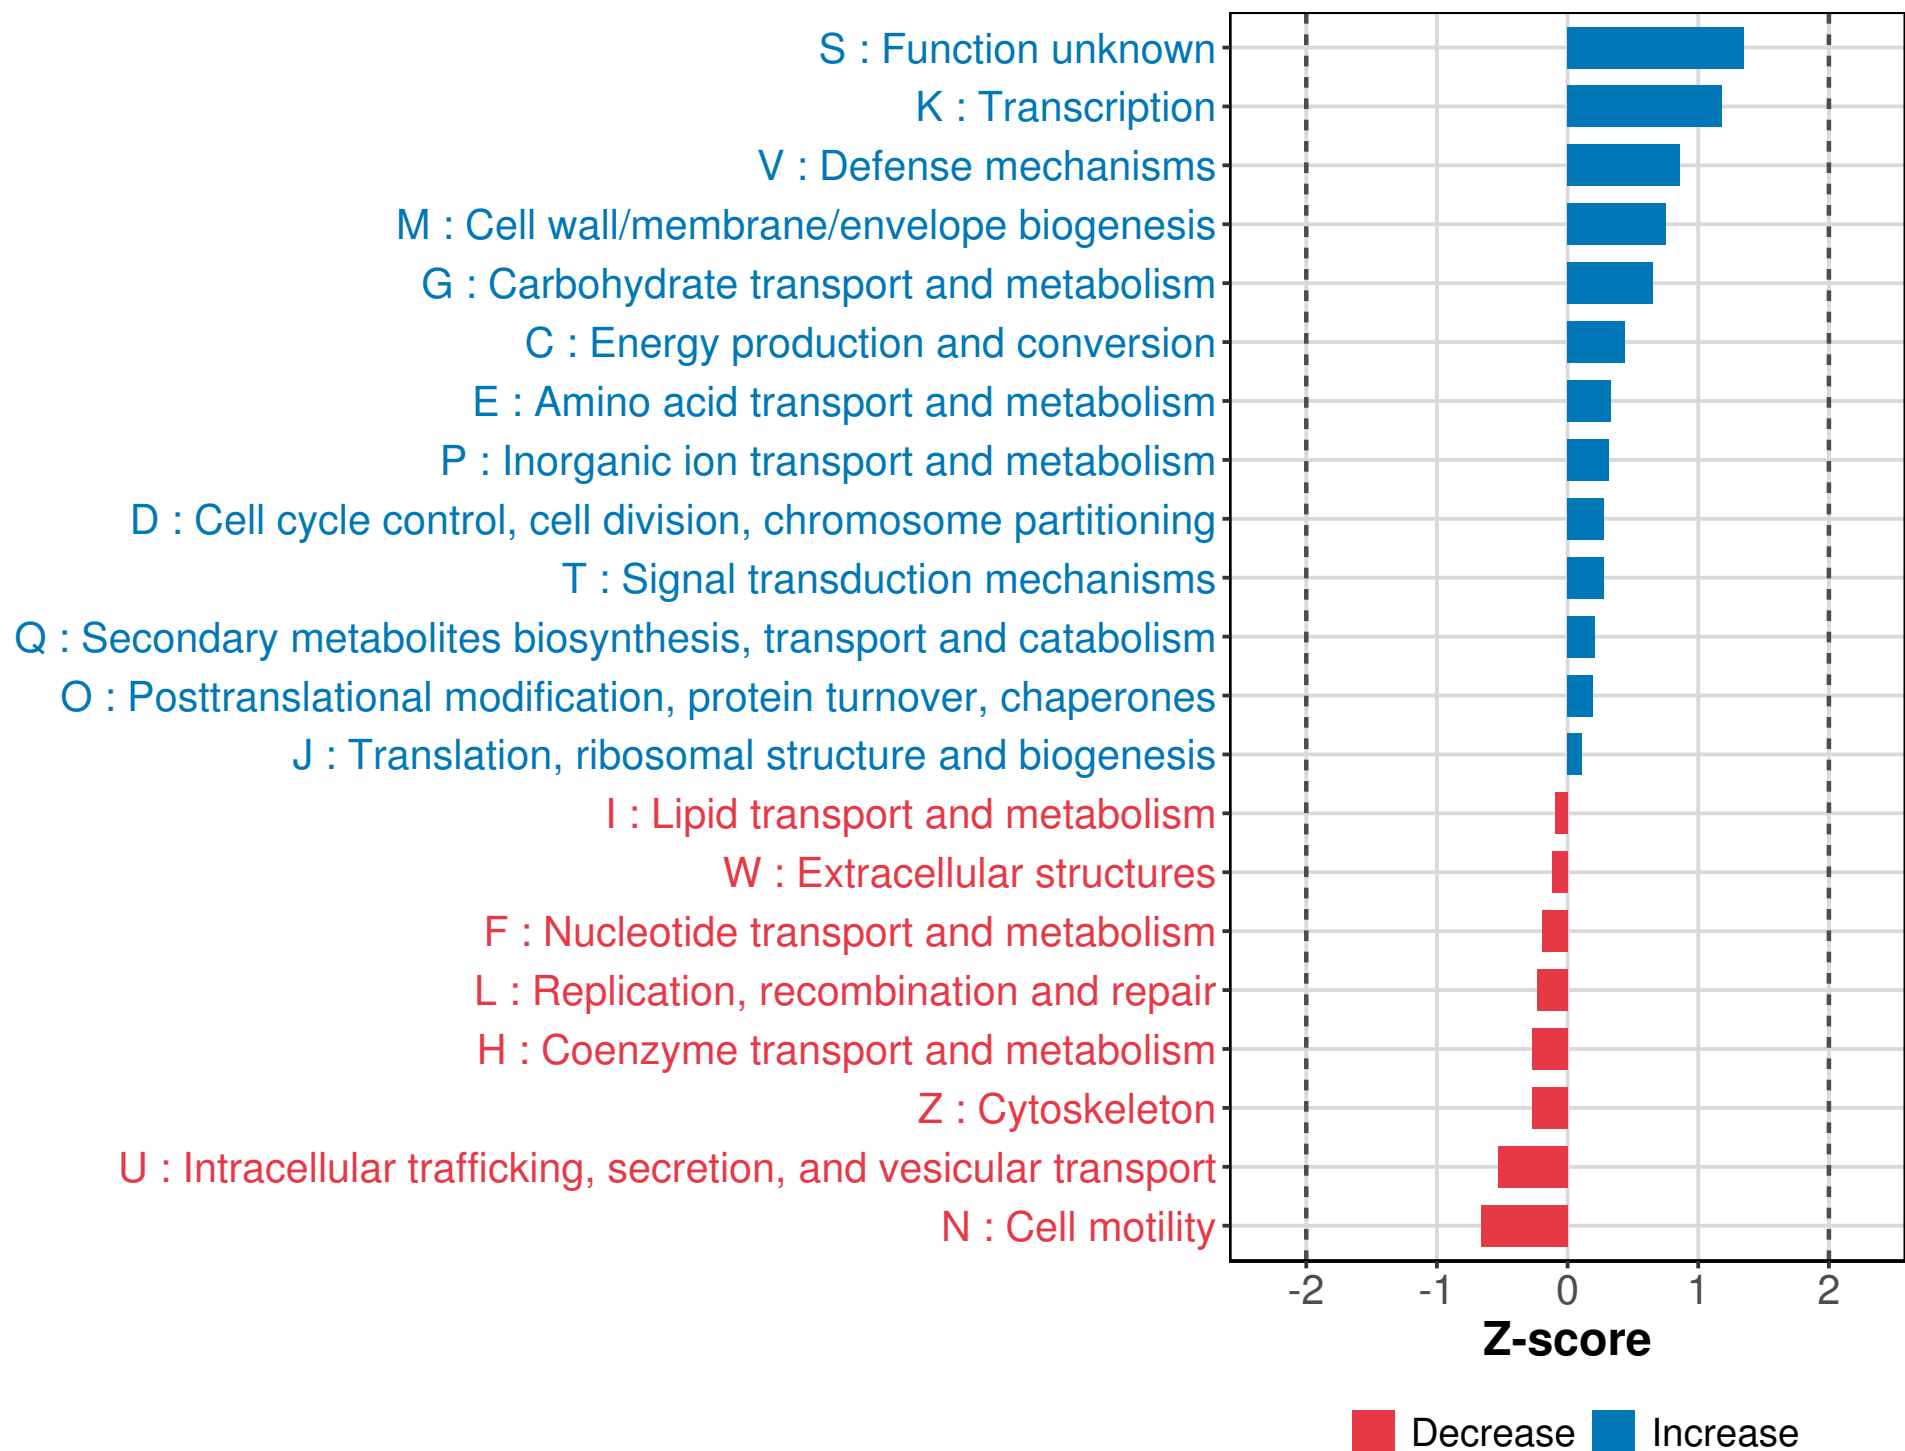 S : Function unknown
K : Transcription
V : Defense mechanisms
M : Cell wall/membrane/envelope biogenesis
G : Carbohydrate transport and metabolism
C : Energy production and conversion
E : Amino acid transport and metabolism
P : Inorganic ion transport and metabolism
D : Cell cycle control, cell division, chromosome partitioning
T : Signal transduction mechanisms
Q : Secondary metabolites biosynthesis, transport and catabolism
O : Posttranslational modification, protein turnover, chaperones
J : Translation, ribosomal structure and biogenesis
I : Lipid transport and metabolism
W : Extracellular structures
F : Nucleotide transport and metabolism
L : Replication, recombination and repair
H : Coenzyme transport and metabolism
Z : Cytoskeleton
U : Intracellular trafficking, secretion, and vesicular transport
N : Cell motility
-2 -1 0 1 2
Z-score
Decrease Increase